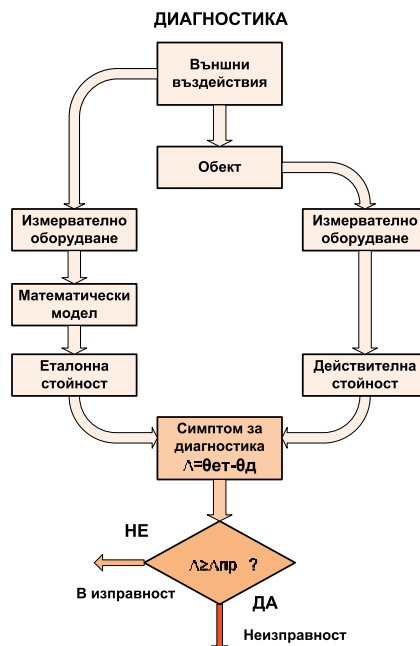 ДИАГНОСТИКА
Външни
въздействия
Обект
Измервателно
оборудване
Измервателно
оборудване
Математически
модел
Еталонна
стойност
Действителна
стойност
Симптом за
диагностика
Λ=θет-θд
НЕ
Λ≥Λпр ?
В изправност
ДА
Неизправност